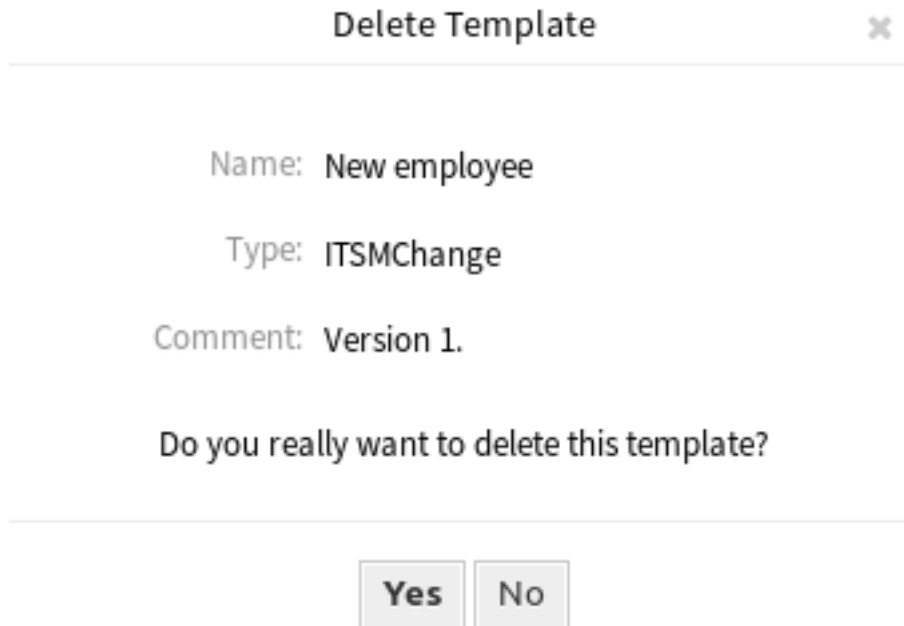 Delete Template
Name: New employee
Type: ITSMChange
Comment: Version 1.
Do you really want to delete this template?
Yes No